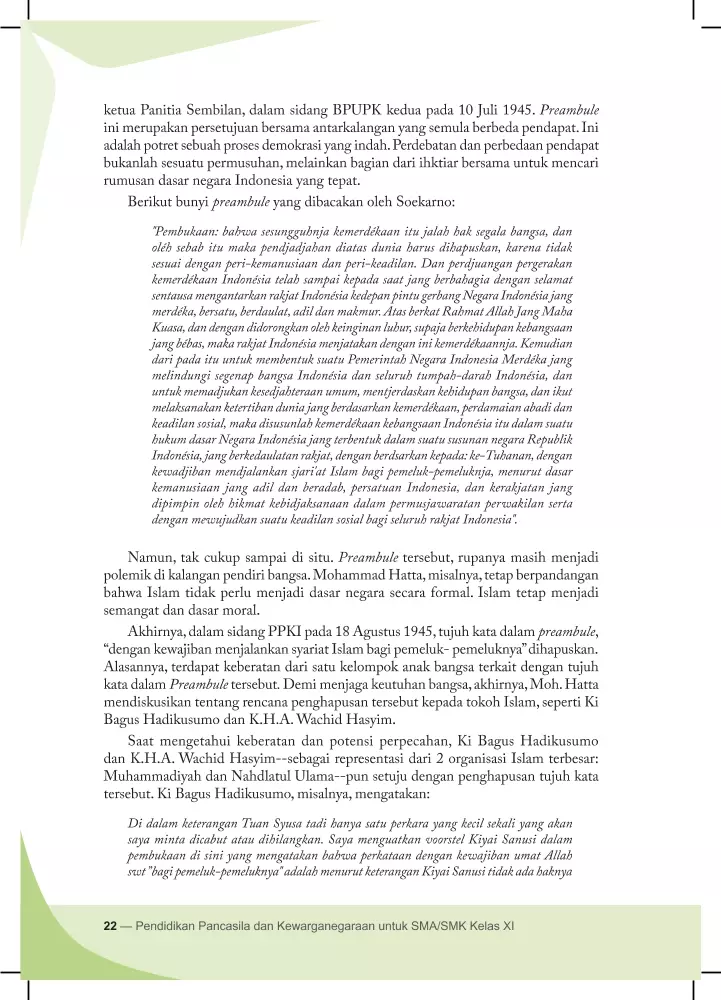 ketua Panitia Sembilan, dalam sidang BPUPK kedua pada 10 Juli 1945. Preambule
ini merupakan persetujuan bersama antarkalangan yang semula berbeda pendapat. Ini
adalah potret sebuah proses demokrasi yang indah. Perdebatan dan perbedaan pendapat
bukanlah sesuatu permusuhan, melainkan bagian dari ihktiar bersama untuk mencari
rumusan dasar negara Indonesia yang tepat.
Berikut bunyi preambule yang dibacakan oleh Soekarno:
"Pembukaan: bahwa sesungguhnja kemerdékaan itu jalah hak segala bangsa, dan
oléh sebab itu maka pendjadjahan diatas dunia harus dihapuskan, karena tidak
sesuai dengan peri-kemanusiaan dan peri-keadilan. Dan perdjuangan pergerakan
kemerdékaan Indonésia telah sampai kepada saat jang berbahagia dengan selamat
sentausa mengantarkan rakjat Indonésia kedepan pintu gerbang Negara Indonésia jang
merdéka, bersatu, berdaulat, adil dan makmur. Atas berkat Rahmat Allah Jang Maha
Kuasa, dan dengan didorongkan oleh keinginan luhur, supaja berkehidupan kebangsaan
jang bébas, maka rakjat Indonésia menjatakan dengan ini kemerdékaannja. Kemudian
dari pada itu untuk membentuk suatu Pemerintah Negara Indonesia Merdéka jang
melindungi segenap bangsa Indonésia dan seluruh tumpah-darah Indonésia, dan
untuk memadjukan kesedjahteraan umum, mentjerdaskan kehidupan bangsa, dan ikut
melaksanakan ketertiban dunia jang berdasarkan kemerdékaan, perdamaian abadi dan
keadilan sosial, maka disusunlah kemerdékaan kebangsaan Indonésia itu dalam suatu
hukum dasar Negara Indonésia jang terbentuk dalam suatu susunan negara Republik
Indonésia, jang berkedaulatan rakjat, dengan berdsarkan kepada: ke-Tuhanan, dengan
kewadjiban mendjalankan sjari'at Islam bagi pemeluk-pemeluknja, menurut dasar
kemanusiaan jang adil dan beradab, persatuan Indonesia, dan kerakjatan jang
dipimpin oleh hikmat kebidjaksanaan dalam permusjawaratan perwakilan serta
dengan mewujudkan suatu keadilan sosial bagi seluruh rakjat Indonesia".
Namun, tak cukup sampai di situ. Preambule tersebut, rupanya masih menjadi
polemik di kalangan pendiri bangsa. Mohammad Hatta, misalnya, tetap berpandangan
bahwa Islam tidak perlu menjadi dasar negara secara formal. Islam tetap menjadi
semangat dan dasar moral.
Akhirnya, dalam sidang PPKI pada 18 Agustus 1945, tujuh kata dalam preambule,
“dengan kewajiban menjalankan syariat Islam bagi pemeluk- pemeluknya” dihapuskan.
Alasannya, terdapat keberatan dari satu kelompok anak bangsa terkait dengan tujuh
kata dalam Preambule tersebut. Demi menjaga keutuhan bangsa, akhirnya, Moh. Hatta
mendiskusikan tentang rencana penghapusan tersebut kepada tokoh Islam, seperti Ki
Bagus Hadikusumo dan K.H.A. Wachid Hasyim.
Saat mengetahui keberatan dan potensi perpecahan, Ki Bagus Hadikusumo
dan K.H.A. Wachid Hasyim--sebagai representasi dari 2 organisasi Islam terbesar:
Muhammadiyah dan Nahdlatul Ulama--pun setuju dengan penghapusan tujuh kata
tersebut. Ki Bagus Hadikusumo, misalnya, mengatakan:
Di dalam keterangan Tuan Syusa tadi hanya satu perkara yang kecil sekali yang akan
saya minta dicabut atau dihilangkan. Saya menguatkan voorstel Kiyai Sanusi dalam
pembukaan di sini yang mengatakan bahwa perkataan dengan kewajiban umat Allah
swt "bagi pemeluk-pemeluknya" adalah menurut keterangan Kiyai Sanusi tidak ada haknya
22 — Pendidikan Pancasila dan Kewarganegaraan untuk SMA/SMK Kelas XI